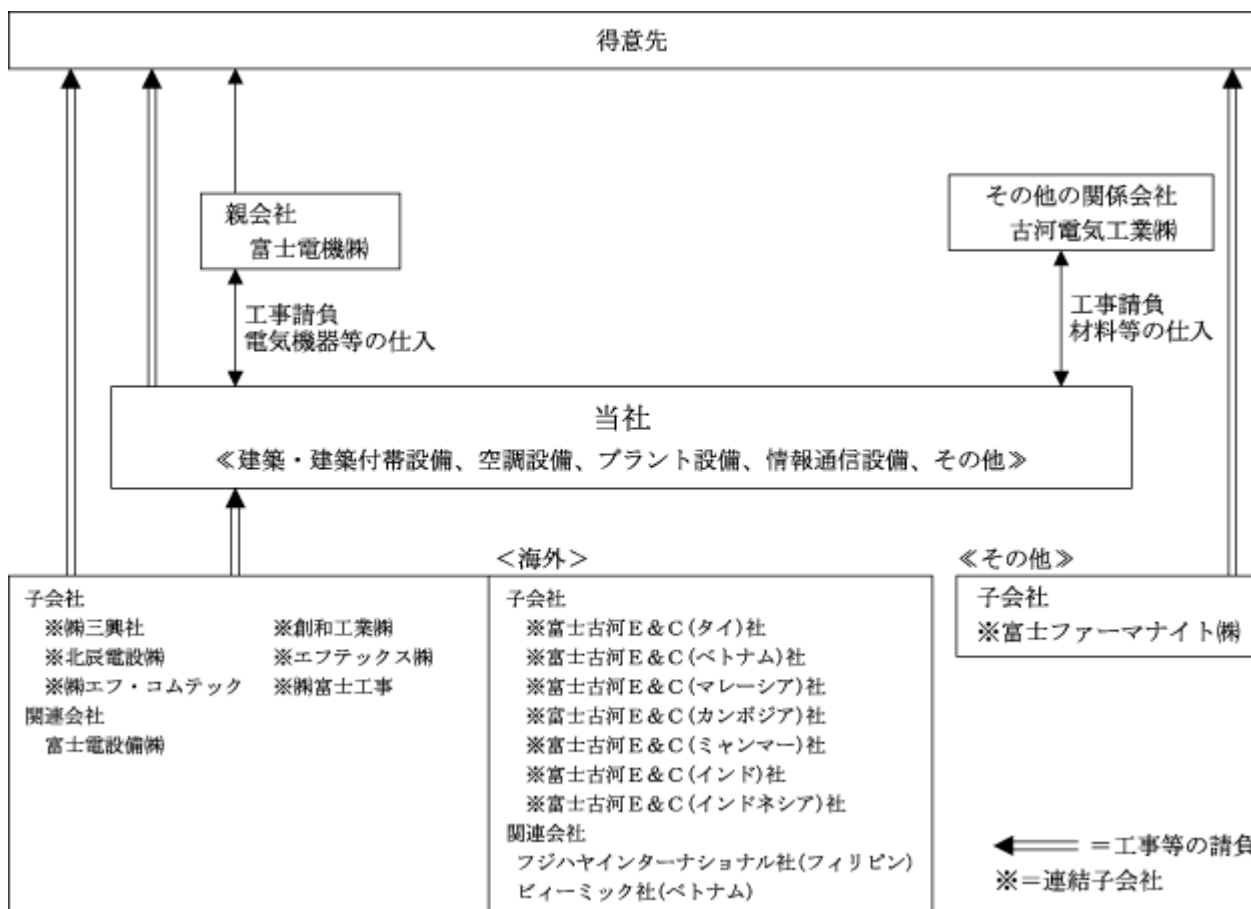 得意先
親会社
富士電機㈱
その他の関係会社
古河電気工業㈱
工事請負
電気機器等の仕入
工事請負
材料等の仕入
当社
≪建築・建築付帯設備、空調設備、プラント設備、情報通信設備、その他≫
子会社
※㈱三興社 ※創和工業㈱
※北辰電設㈱ ※エフテックス㈱
※㈱エフ・コムテック ※㈱富士工事
関連会社
富士電設備㈱
＜海外＞
子会社
※富士古河Ｅ＆Ｃ(タイ)社
※富士古河Ｅ＆Ｃ(ベトナム)社
※富士古河Ｅ＆Ｃ(マレーシア)社
※富士古河Ｅ＆Ｃ(カンボジア)社
※富士古河Ｅ＆Ｃ(ミャンマー)社
※富士古河Ｅ＆Ｃ(インド)社
※富士古河Ｅ＆Ｃ(インドネシア)社
関連会社
フジハヤインターナショナル社(フィリピン)
ビィーミック社(ベトナム)
≪その他≫
子会社
※富士ファーマナイト㈱
＝工事等の請負
※＝連結子会社